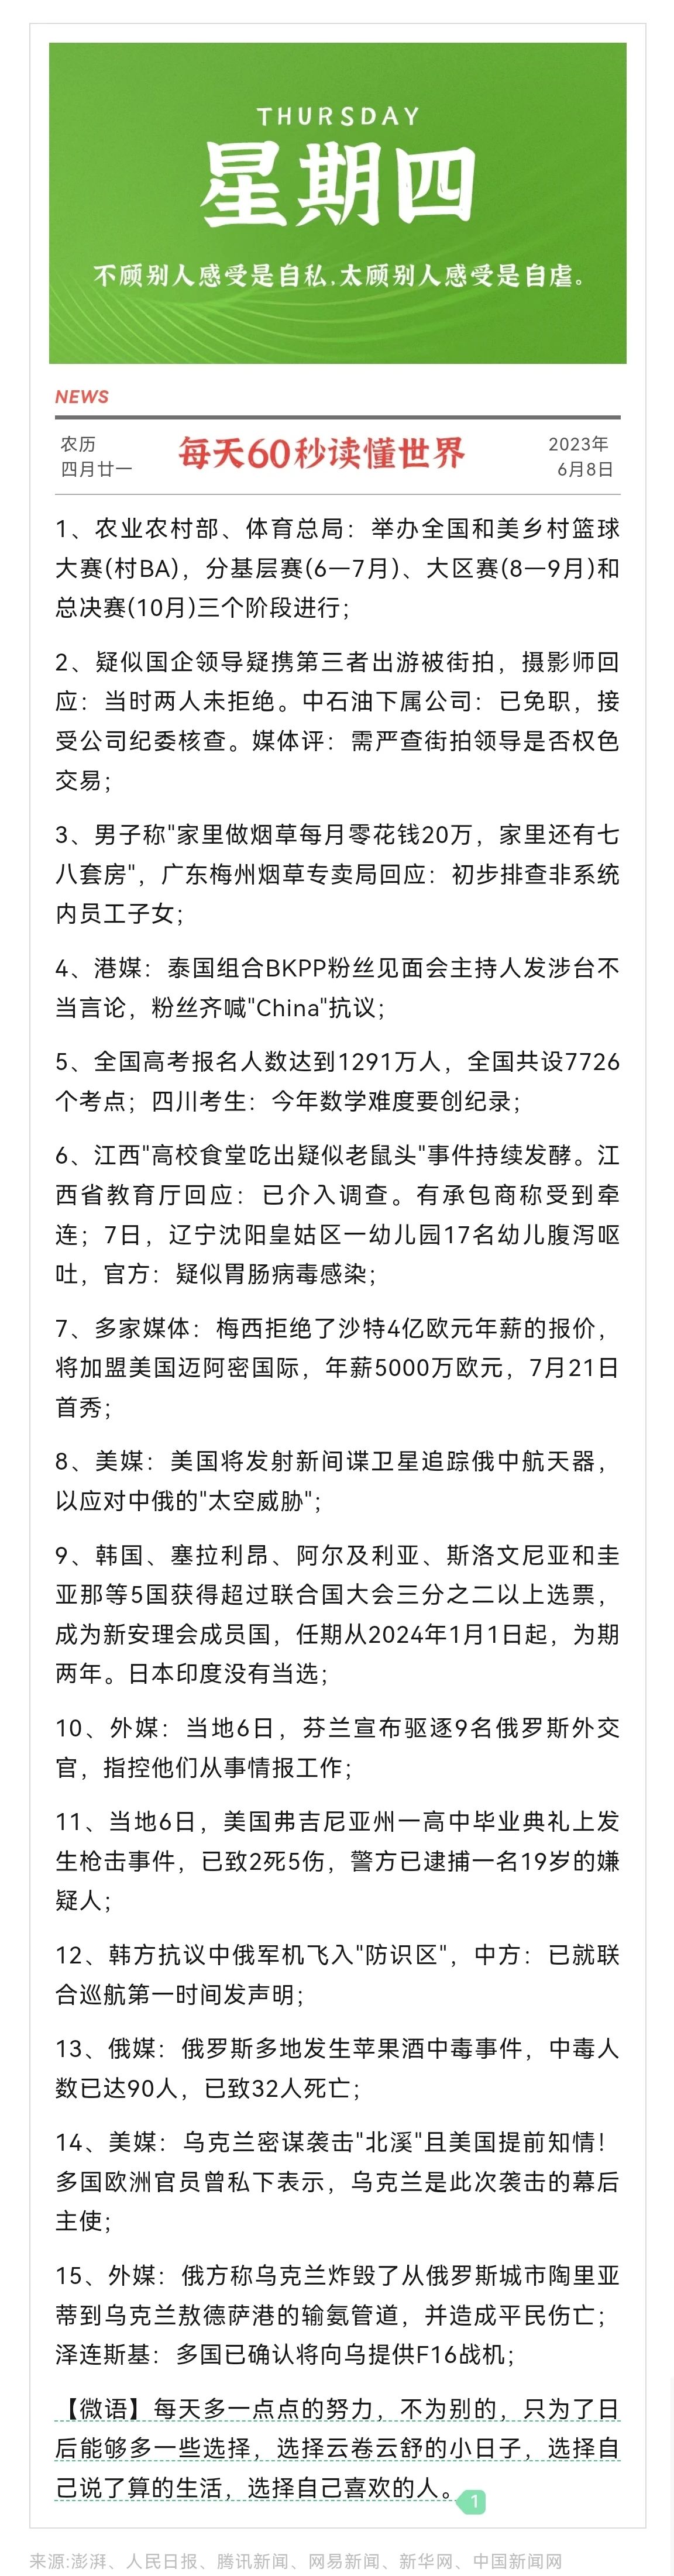 THURSDAY
星期四
不顾别人感受是自私,太顾别人感受是自虐。
NEWS
农历
四月廿一
每天60秒读懂世界
2023年
6月8日
1、农业农村部、体育总局：举办全国和美乡村篮球
大赛(村BA)，分基层赛(6—7月)、大区赛(8—9月)和
总决赛(10月)三个阶段进行；
2、疑似国企领导疑携第三者出游被街拍，摄影师回
应：当时两人未拒绝。中石油下属公司：已免职，接
受公司纪委核查。媒体评：需严查街拍领导是否权色
交易；
3、男子称"家里做烟草每月零花钱20万，家里还有七
八套房"，广东梅州烟草专卖局回应：初步排查非系统
内员工子女；
4、港媒：泰国组合BKPP粉丝见面会主持人发涉台不
当言论，粉丝齐喊"China"抗议；
5、全国高考报名人数达到1291万人，全国共设7726
个考点；四川考生：今年数学难度要创纪录；
6、江西"高校食堂吃出疑似老鼠头"事件持续发酵。江
西省教育厅回应：已介入调查。有承包商称受到牵
连；7日，辽宁沈阳皇姑区一幼儿园17名幼儿腹泻呕
吐，官方：疑似胃肠病毒感染；
7、多家媒体：梅西拒绝了沙特4亿欧元年薪的报价，
将加盟美国迈阿密国际，年薪5000万欧元，7月21日
首秀；
8、美媒：美国将发射新间谍卫星追踪俄中航天器，
以应对中俄的"太空威胁"；
9、韩国、塞拉利昂、阿尔及利亚、斯洛文尼亚和圭
亚那等5国获得超过联合国大会三分之二以上选票，
成为新安理会成员国，任期从2024年1月1日起，为期
两年。日本印度没有当选；
10、外媒：当地6日，芬兰宣布驱逐9名俄罗斯外交
官，指控他们从事情报工作；
11、当地6日，美国弗吉尼亚州一高中毕业典礼上发
生枪击事件，已致2死5伤，警方已逮捕一名19岁的嫌
疑人；
12、韩方抗议中俄军机飞入"防识区"，中方：已就联
合巡航第一时间发声明；
13、俄媒：俄罗斯多地发生苹果酒中毒事件，中毒人
数已达90人，已致32人死亡；
14、美媒：乌克兰密谋袭击"北溪"且美国提前知情！
多国欧洲官员曾私下表示，乌克兰是此次袭击的幕后
主使；
15、外媒：俄方称乌克兰炸毁了从俄罗斯城市陶里亚
蒂到乌克兰敖德萨港的输氨管道，并造成平民伤亡；
泽连斯基：多国已确认将向乌提供F16战机；
【微语】每天多一点点的努力，不为别的，只为了日
后能够多一些选择，选择云卷云舒的小日子，选择自
己说了算的生活，选择自己喜欢的人。
1
来源:澎湃、人民日报、腾讯新闻、网易新闻、新华网、中国新闻网